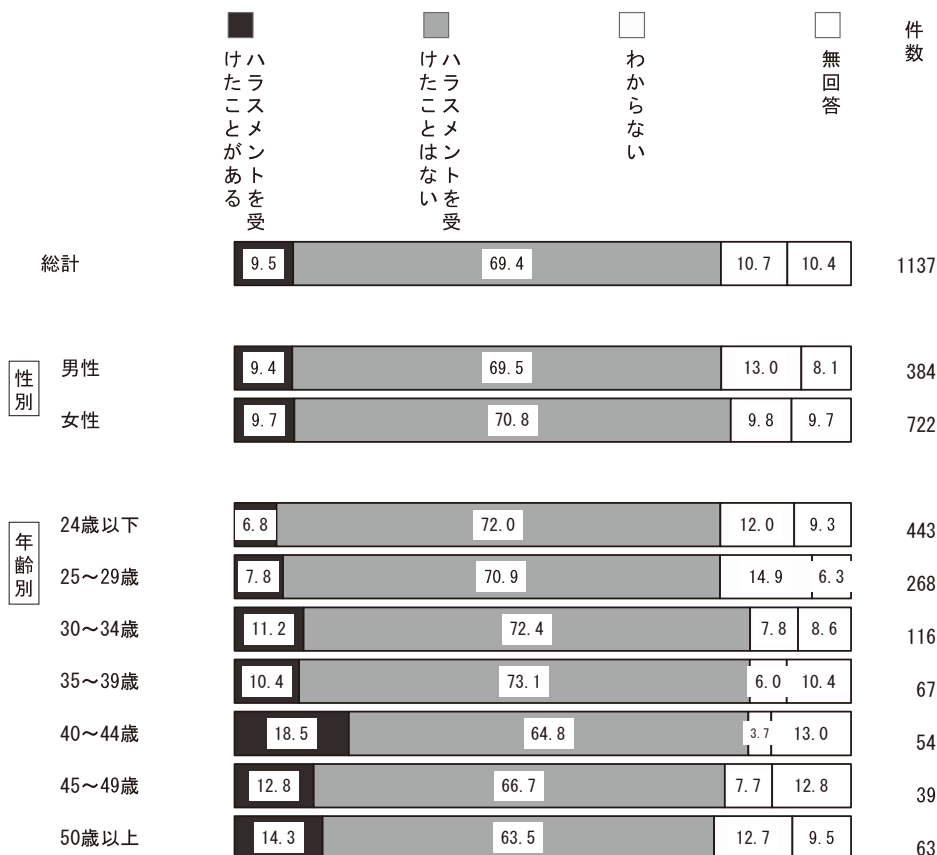 ハラスメントを受けたことがある
ハラスメントを受けたことはない
わからない
無回答
件数
総計 9.5 69.4 10.7 10.4 1137
性別
男性 9.4 69.5 13.0 8.1 384
女性 9.7 70.8 9.8 9.7 722
年齢別
24歳以下 6.8 72.0 12.0 9.3 443
25～29歳 7.8 70.9 14.9 6.3 268
30～34歳 11.2 72.4 7.8 8.6 116
35～39歳 10.4 73.1 6.0 10.4 67
40～44歳 18.5 64.8 3.7 13.0 54
45～49歳 12.8 66.7 7.7 12.8 39
50歳以上 14.3 63.5 12.7 9.5 63